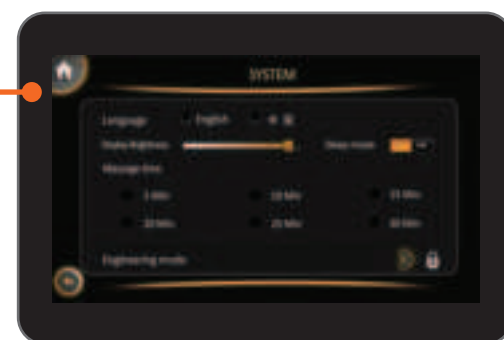 SYSTEM
Language English
Display Brightness Sleep mode
Massage time
5 Min 10 Min 15 Min
20 Min 25 Min 30 Min
Engineering mode